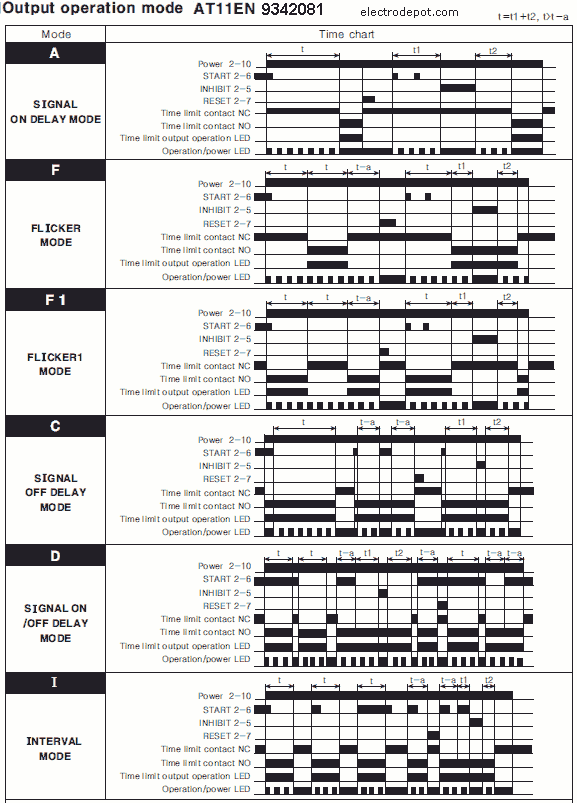 Output operation mode AT11EN 9342081 electrodepot.com t=t1+t2, t>t-a
Mode Time chart
A
SIGNAL
ON DELAY MODE
t t1 t2
Power 2-10
START 2-6
INHIBIT 2-5
RESET 2-7
Time limit contact NC
Time limit contact NO
Time limit output operation LED
Operation/power LED
F
FLICKER
MODE
t t t-a t t1 t2
Power 2-10
START 2-6
INHIBIT 2-5
RESET 2-7
Time limit contact NC
Time limit contact NO
Time limit output operation LED
Operation/power LED
F 1
FLICKER1
MODE
t t t-a t t1 t2
Power 2-10
START 2-6
INHIBIT 2-5
RESET 2-7
Time limit contact NC
Time limit contact NO
Time limit output operation LED
Operation/power LED
C
SIGNAL
OFF DELAY
MODE
t t-a t-a t1 t2
Power 2-10
START 2-6
INHIBIT 2-5
RESET 2-7
Time limit contact NC
Time limit contact NO
Time limit output operation LED
Operation/power LED
D
SIGNAL ON
/OFF DELAY
MODE
t t t-a t1 t2 t-a t t-a t-a
Power 2-10
START 2-6
INHIBIT 2-5
RESET 2-7
Time limit contact NC
Time limit contact NO
Time limit output operation LED
Operation/power LED
I
INTERVAL
MODE
t t t t-a t-a t1 t2
Power 2-10
START 2-6
INHIBIT 2-5
RESET 2-7
Time limit contact NC
Time limit contact NO
Time limit output operation LED
Operation/power LED